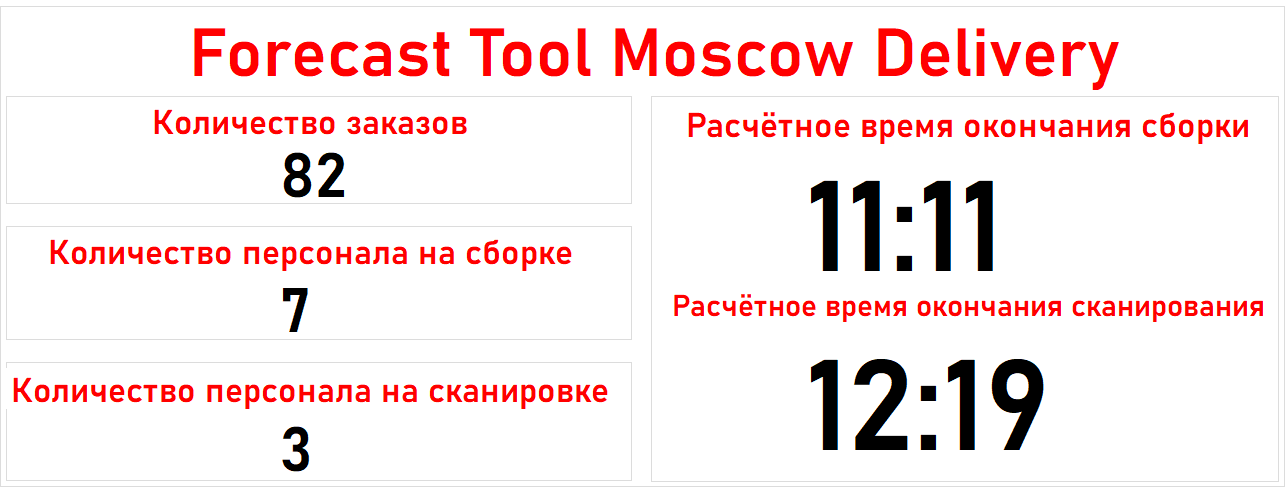 Forecast Tool Moscow Delivery
Количество заказов
82
Количество персонала на сборке
7
Количество персонала на сканировке
3
Расчётное время окончания сборки
11:11
Расчётное время окончания сканирования
12:19